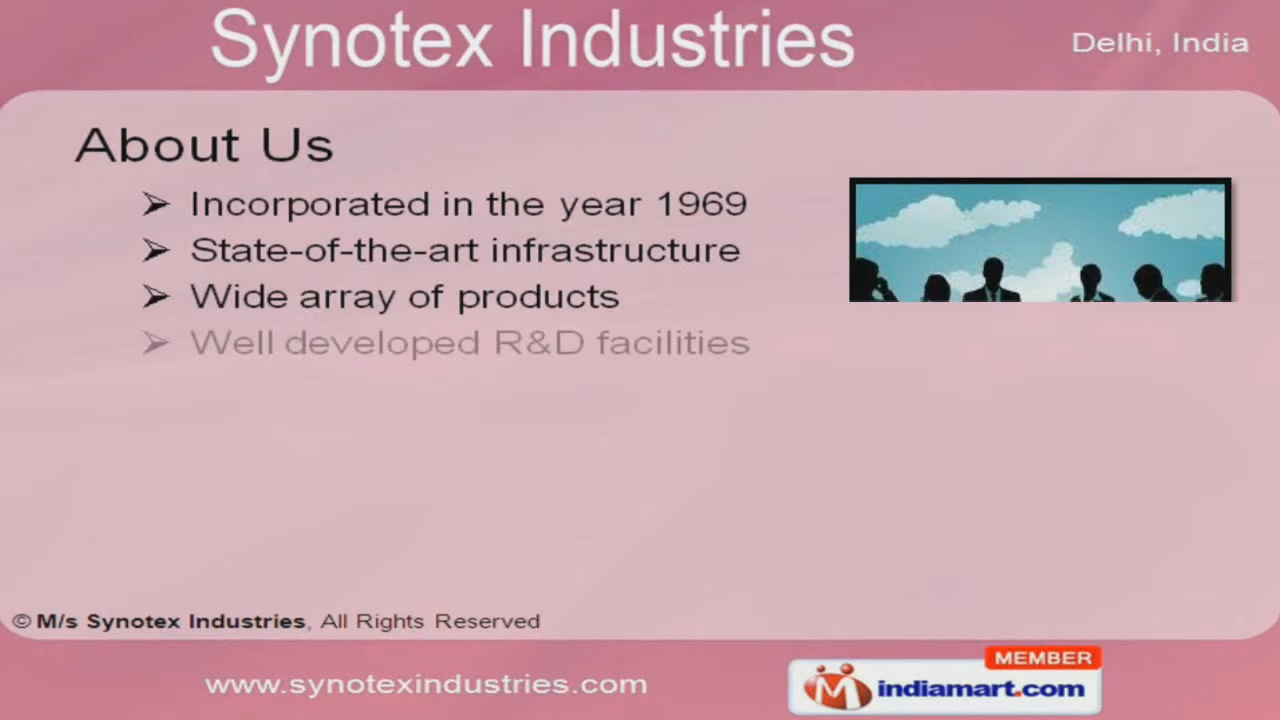 Synotex Industries
Delhi, India
About Us
➢ Incorporated in the year 1969
➢ State-of-the-art infrastructure
➢ Wide array of products
➢ Well developed R&D facilities
© M/s Synotex Industries, All Rights Reserved
www.synotexindustries.com
MEMBER
indiamart.com